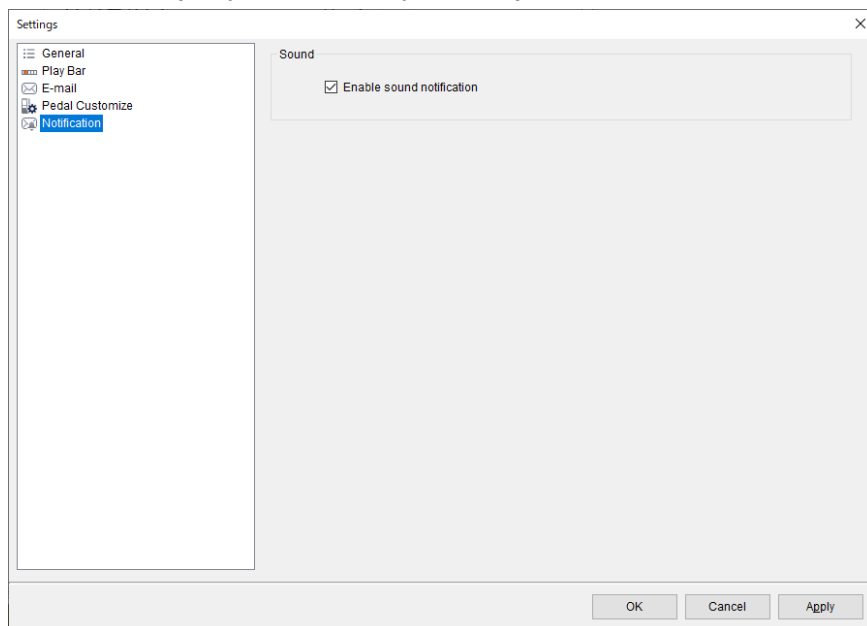 Settings
General
Play Bar
E-mail
Pedal Customize
Notification
Sound
Enable sound notification
OK
Cancel
Apply